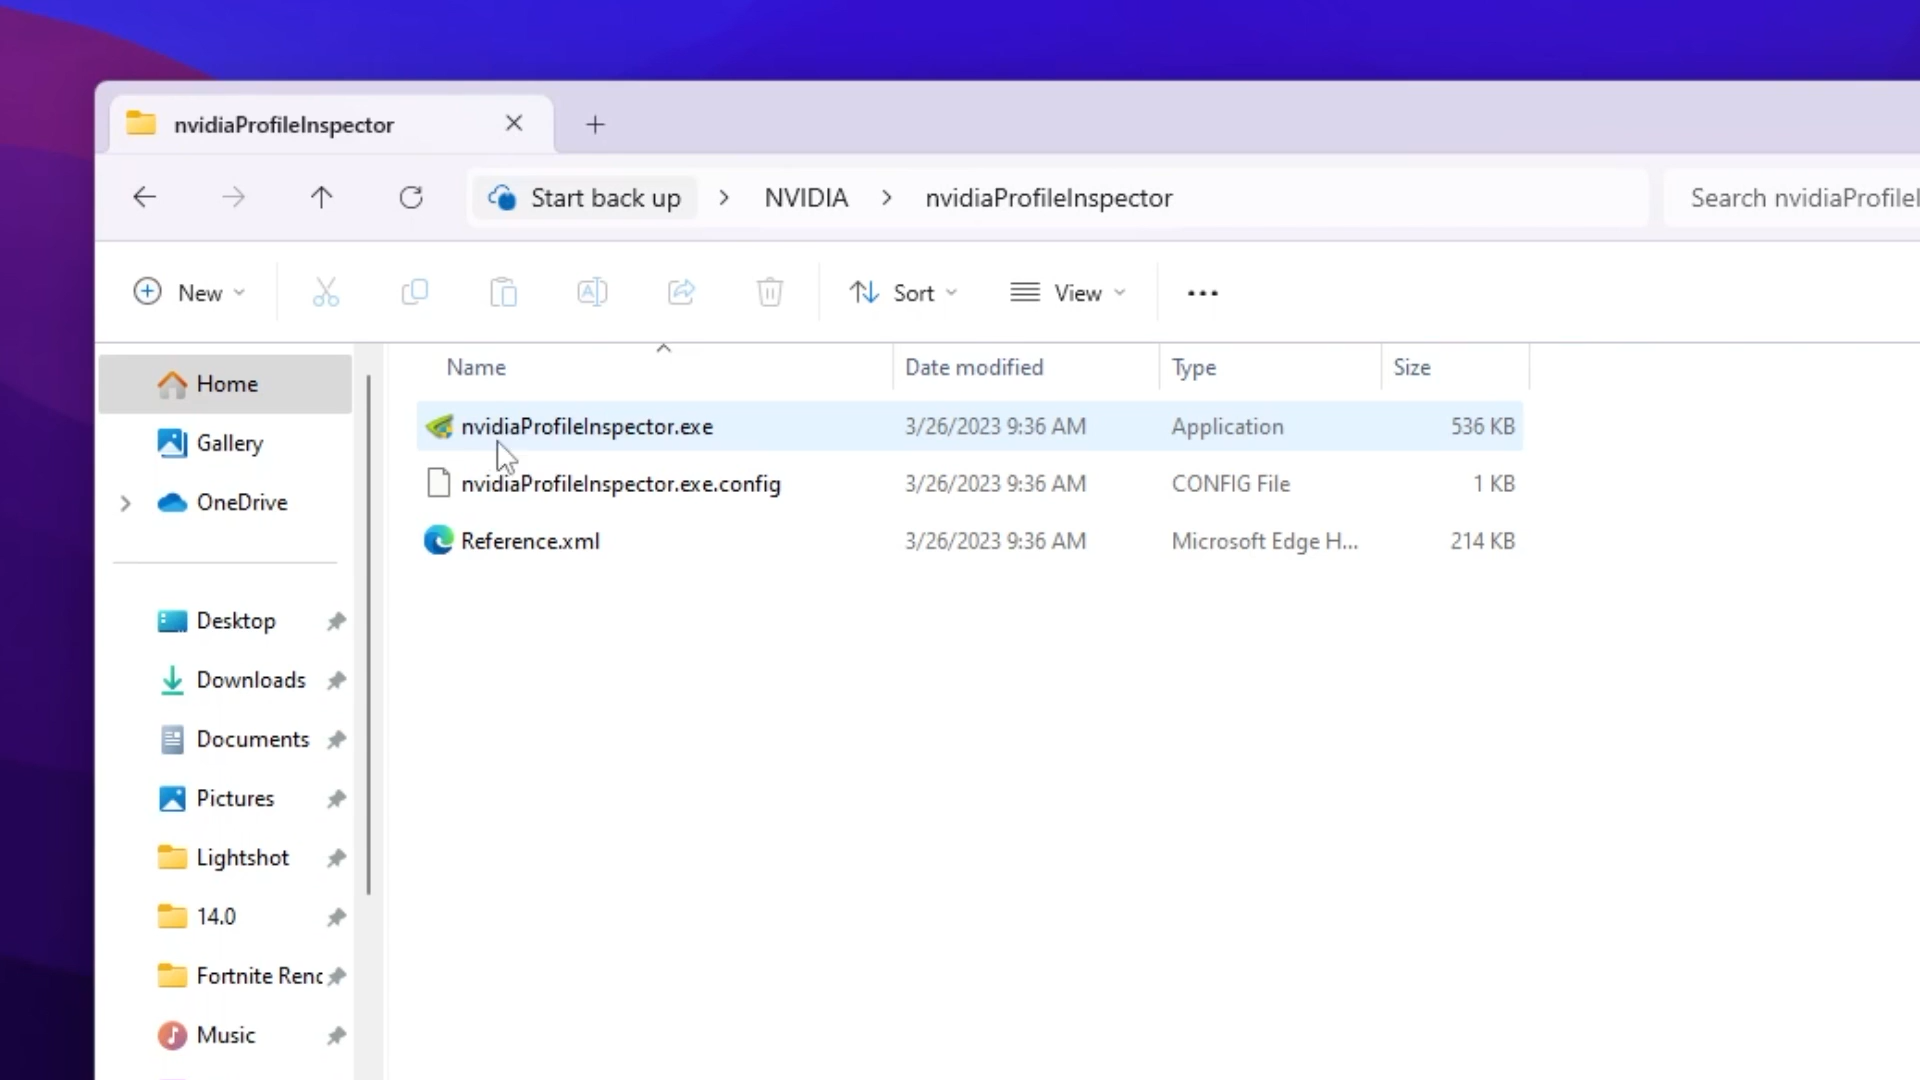 nvidiaProfileInspector
Start back up > NVIDIA > nvidiaProfileInspector
Search nvidiaProfileI
New
Sort
View
Name Date modified Type Size
nvidiaProfileInspector.exe 3/26/2023 9:36 AM Application 536 KB
nvidiaProfileInspector.exe.config 3/26/2023 9:36 AM CONFIG File 1 KB
Reference.xml 3/26/2023 9:36 AM Microsoft Edge H... 214 KB
Home
Gallery
OneDrive
Desktop
Downloads
Documents
Pictures
Lightshot
14.0
Fortnite Renc
Music